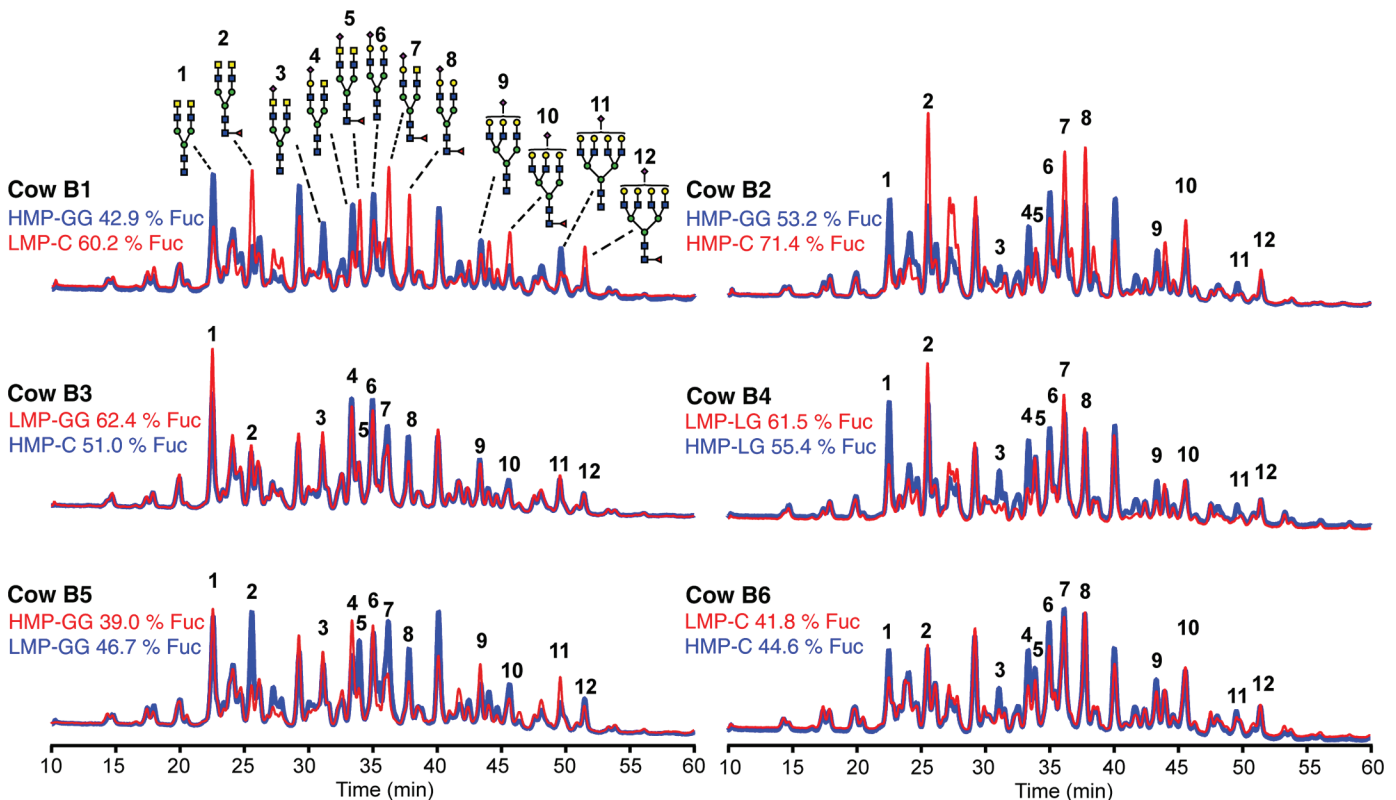 1 2 3 4 5 6 7 8 9 10 11 12
Cow B1
HMP-GG 42.9 % Fuc
LMP-C 60.2 % Fuc
Cow B2
HMP-GG 53.2 % Fuc
HMP-C 71.4 % Fuc
1 2 3 45 6 7 8 9 10 11 12
Cow B3
LMP-GG 62.4 % Fuc
HMP-C 51.0 % Fuc
1 2 3 4 5 6 7 8 9 10 11 12
Cow B4
LMP-LG 61.5 % Fuc
HMP-LG 55.4 % Fuc
1 2 3 4 5 6 7 8 9 10 11 12
Cow B5
HMP-GG 39.0 % Fuc
LMP-GG 46.7 % Fuc
1 2 3 4 5 6 7 8 9 10 11 12
Cow B6
LMP-C 41.8 % Fuc
HMP-C 44.6 % Fuc
1 2 3 4 5 6 7 8 9 10 11 12
10 15 20 25 30 35 40 45 50 55 60
Time (min)
10 15 20 25 30 35 40 45 50 55 60
Time (min)